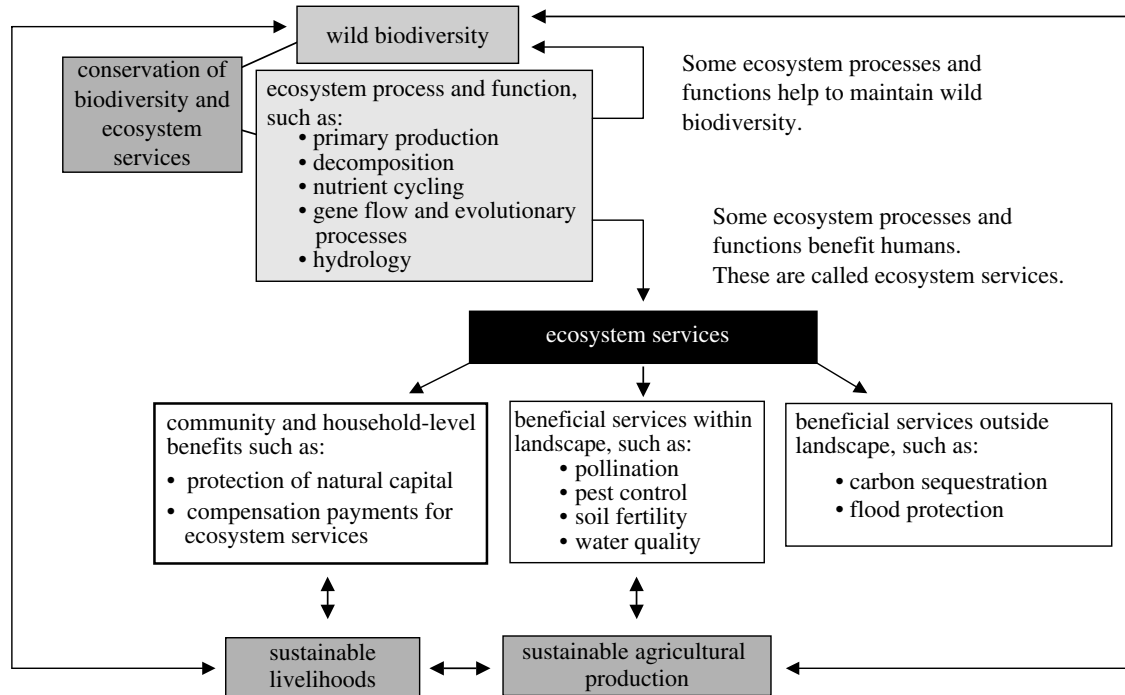 wild biodiversity
conservation of
biodiversity and
ecosystem
services
ecosystem process and function,
such as:
• primary production
• decomposition
• nutrient cycling
• gene flow and evolutionary
processes
• hydrology
Some ecosystem processes and
functions help to maintain wild
biodiversity.
Some ecosystem processes and
functions benefit humans.
These are called ecosystem services.
ecosystem services
community and household-level
benefits such as:
• protection of natural capital
• compensation payments for
ecosystem services
beneficial services within
landscape, such as:
• pollination
• pest control
• soil fertility
• water quality
beneficial services outside
landscape, such as:
• carbon sequestration
• flood protection
sustainable
livelihoods
sustainable agricultural
production